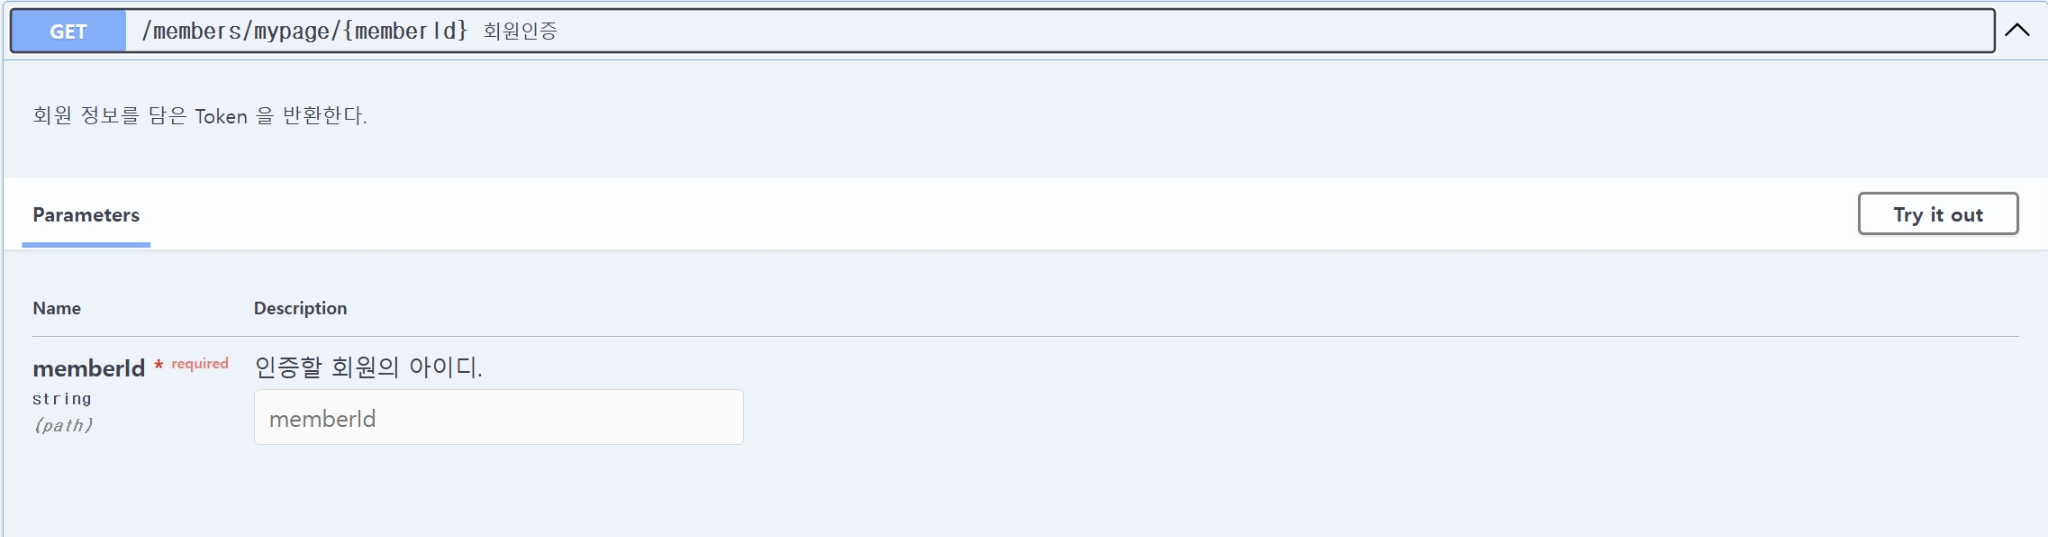 GET /members/mypage/{memberId} 회원인증
회원 정보를 담은 Token 을 반환한다.
Parameters
Try it out
Name Description
memberId * required 인증할 회원의 아이디.
string
(path)
memberId